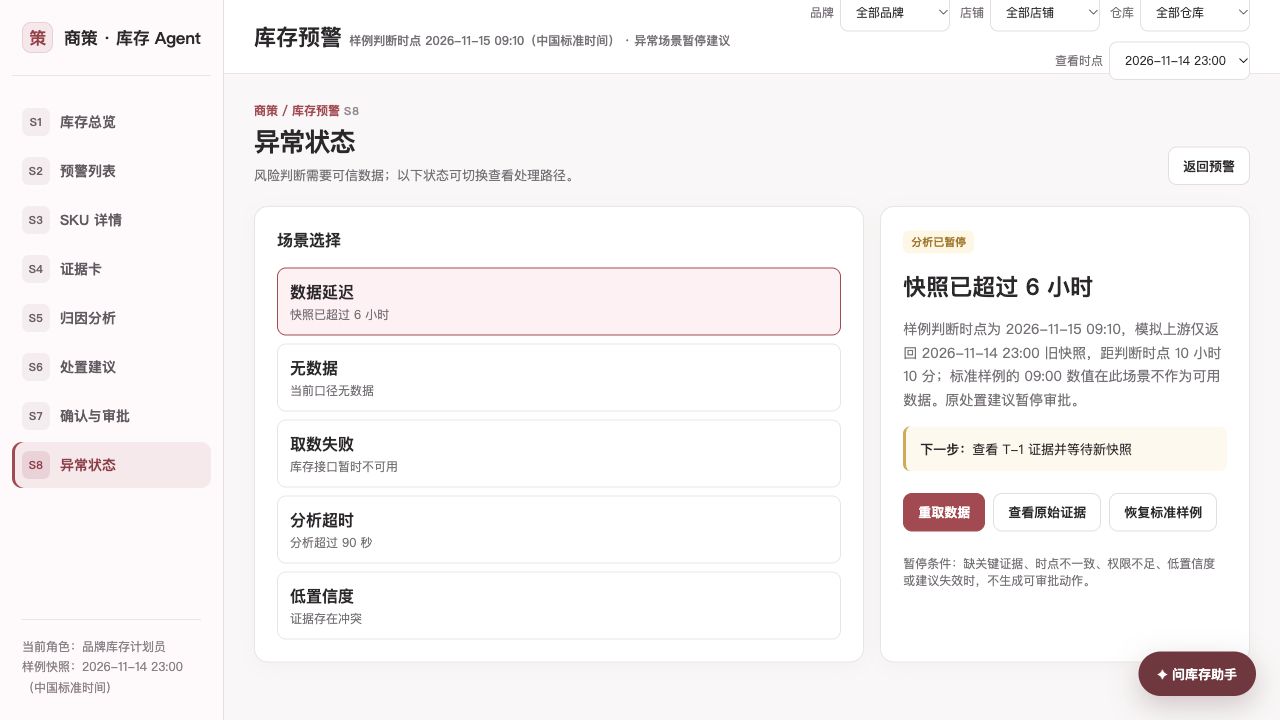 策 商策 · 库存 Agent
S1 库存总览
S2 预警列表
S3 SKU 详情
S4 证据卡
S5 归因分析
S6 处置建议
S7 确认与审批
S8 异常状态
当前角色：品牌库存计划员
样例快照：2026-11-14 23:00
（中国标准时间）
库存预警 样例判断时点 2026-11-15 09:10（中国标准时间） · 异常场景暂停建议
品牌 全部品牌 店铺 全部店铺 仓库 全部仓库
查看时点 2026-11-14 23:00
商策 / 库存预警 S8
异常状态
风险判断需要可信数据；以下状态可切换查看处理路径。
返回预警
场景选择
数据延迟
快照已超过 6 小时
无数据
当前口径无数据
取数失败
库存接口暂时不可用
分析超时
分析超过 90 秒
低置信度
证据存在冲突
分析已暂停
快照已超过 6 小时
样例判断时点为 2026-11-15 09:10，模拟上游仅返
回 2026-11-14 23:00 旧快照，距判断时点 10 小时
10 分；标准样例的 09:00 数值在此场景不作为可用
数据。原处置建议暂停审批。
下一步：查看 T-1 证据并等待新快照
重取数据 查看原始证据 恢复标准样例
暂停条件：缺关键证据、时点不一致、权限不足、低置信度
或建议失效时，不生成可审批动作。
✦ 问库存助手